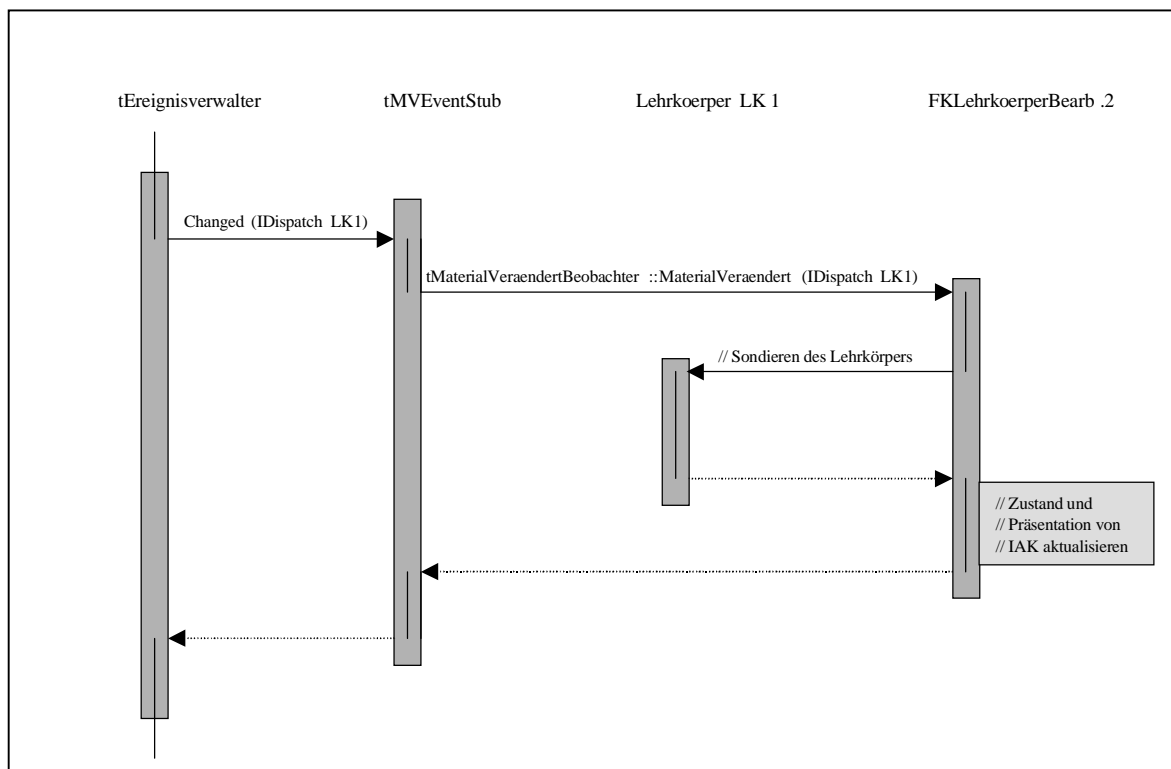 tEreignisverwalter
tMVEventStub
Lehrkoerper LK 1
FKLehrkoerperBearb .2
Changed (IDispatch LK1)
tMaterialVeraendertBeobachter ::MaterialVeraendert (IDispatch LK1)
// Sondieren des Lehrkörpers
// Zustand und
// Präsentation von
// IAK aktualisieren